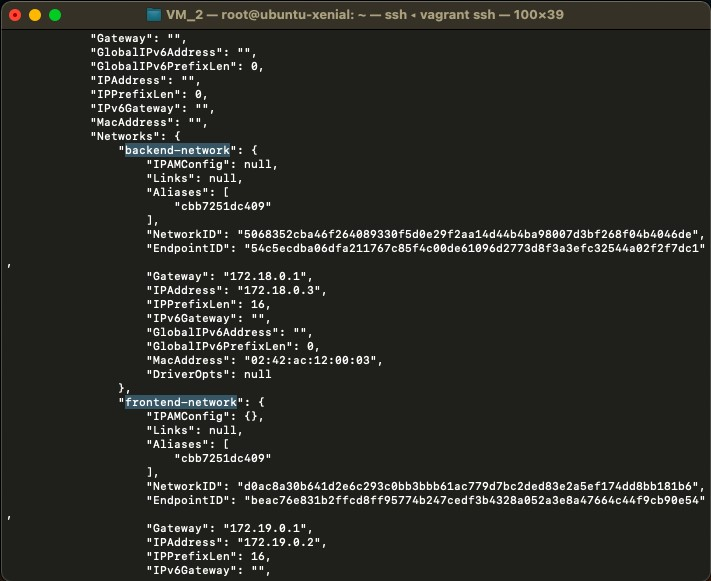 VM_2 — root@ubuntu-xenial: ~ — ssh ◂ vagrant ssh — 100×39
"Gateway": "",
"GlobalIPv6Address": "",
"GlobalIPv6PrefixLen": 0,
"IPAddress": "",
"IPPrefixLen": 0,
"IPv6Gateway": "",
"MacAddress": "",
"Networks": {
"backend-network": {
"IPAMConfig": null,
"Links": null,
"Aliases": [
"cbb7251dc409"
],
"NetworkID": "5068352cba46f264089330f5d0e29f2aa14d44b4ba98007d3bf268f04b4046de",
"EndpointID": "54c5ecdba06dfa211767c85f4c00de61096d2773d8f3a3efc32544a02f2f7dc1"
,
"Gateway": "172.18.0.1",
"IPAddress": "172.18.0.3",
"IPPrefixLen": 16,
"IPv6Gateway": "",
"GlobalIPv6Address": "",
"GlobalIPv6PrefixLen": 0,
"MacAddress": "02:42:ac:12:00:03",
"DriverOpts": null
},
"frontend-network": {
"IPAMConfig": {},
"Links": null,
"Aliases": [
"cbb7251dc409"
],
"NetworkID": "d0ac8a30b641d2e6c293c0bb3bbb61ac779d7bc2ded83e2a5ef174dd8bb181b6",
"EndpointID": "beac76e831b2ffcd8ff95774b247cedf3b4328a052a3e8a47664c44f9cb90e54"
,
"Gateway": "172.19.0.1",
"IPAddress": "172.19.0.2",
"IPPrefixLen": 16,
"IPv6Gateway": "",